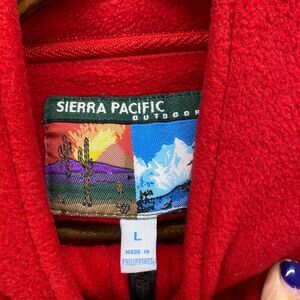 SIERRA PACIFIC
OUTDOOR
L
MADE IN
PHILIPPINES